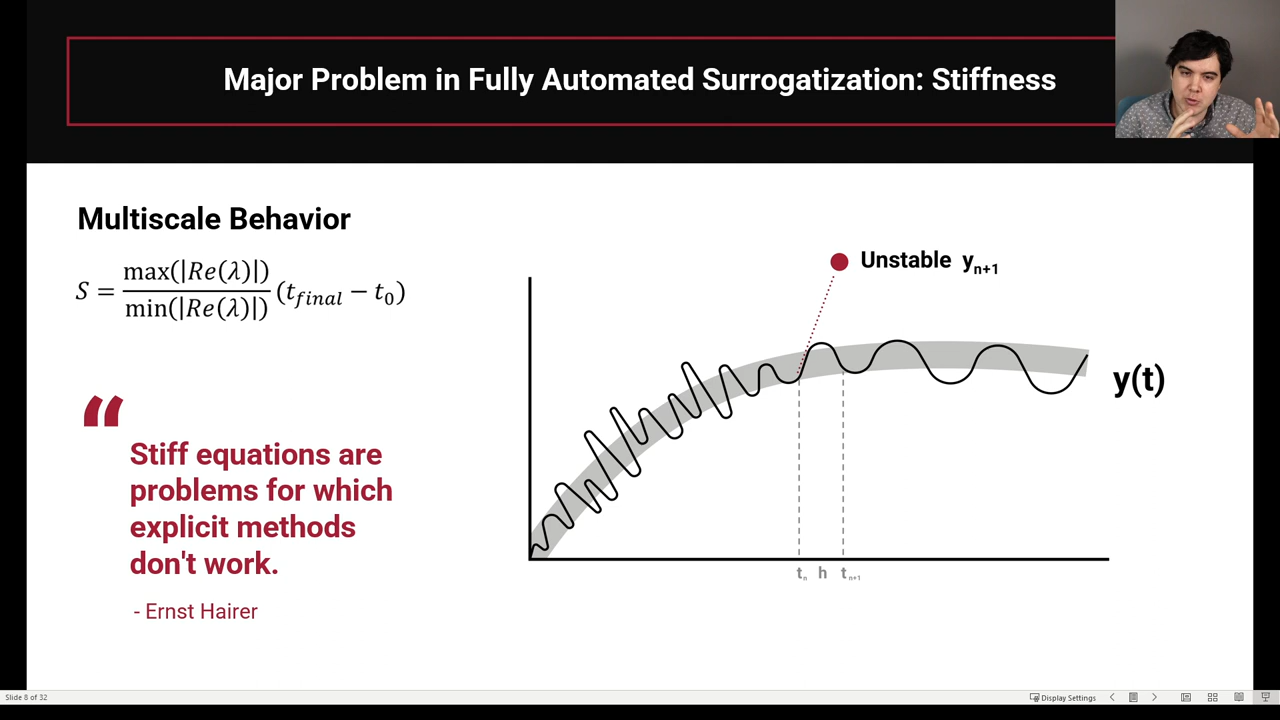 Major Problem in Fully Automated Surrogatization: Stiffness
Multiscale Behavior
S = max(|Re(λ)|) / min(|Re(λ)|) (t_final − t_0)
“
Stiff equations are
problems for which
explicit methods
don't work.
- Ernst Hairer
Unstable y_n+1
y(t)
t_n h t_n+1
Slide 8 of 32
Display Settings